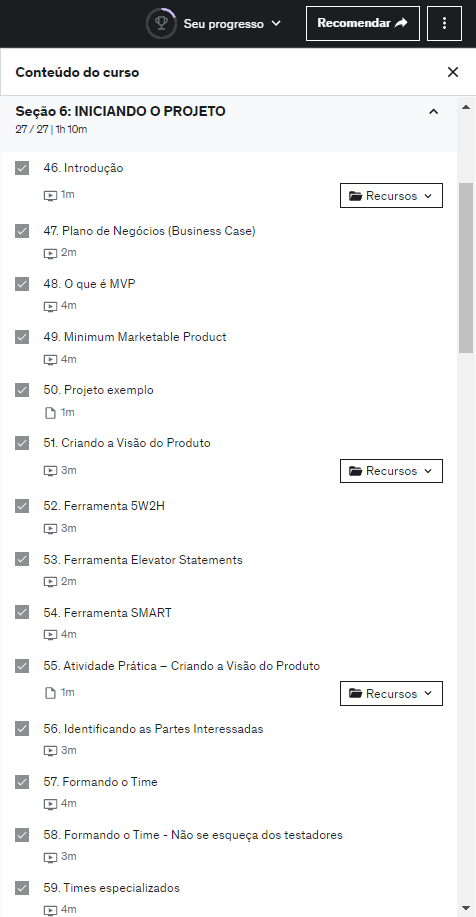 Seu progresso
Recomendar
Conteúdo do curso
Seção 6: INICIANDO O PROJETO
27 / 27 | 1h 10m
46. Introdução
1m
Recursos
47. Plano de Negócios (Business Case)
2m
48. O que é MVP
4m
49. Minimum Marketable Product
4m
50. Projeto exemplo
1m
51. Criando a Visão do Produto
3m
Recursos
52. Ferramenta 5W2H
3m
53. Ferramenta Elevator Statements
2m
54. Ferramenta SMART
4m
55. Atividade Prática – Criando a Visão do Produto
1m
Recursos
56. Identificando as Partes Interessadas
3m
57. Formando o Time
4m
58. Formando o Time - Não se esqueça dos testadores
3m
59. Times especializados
4m